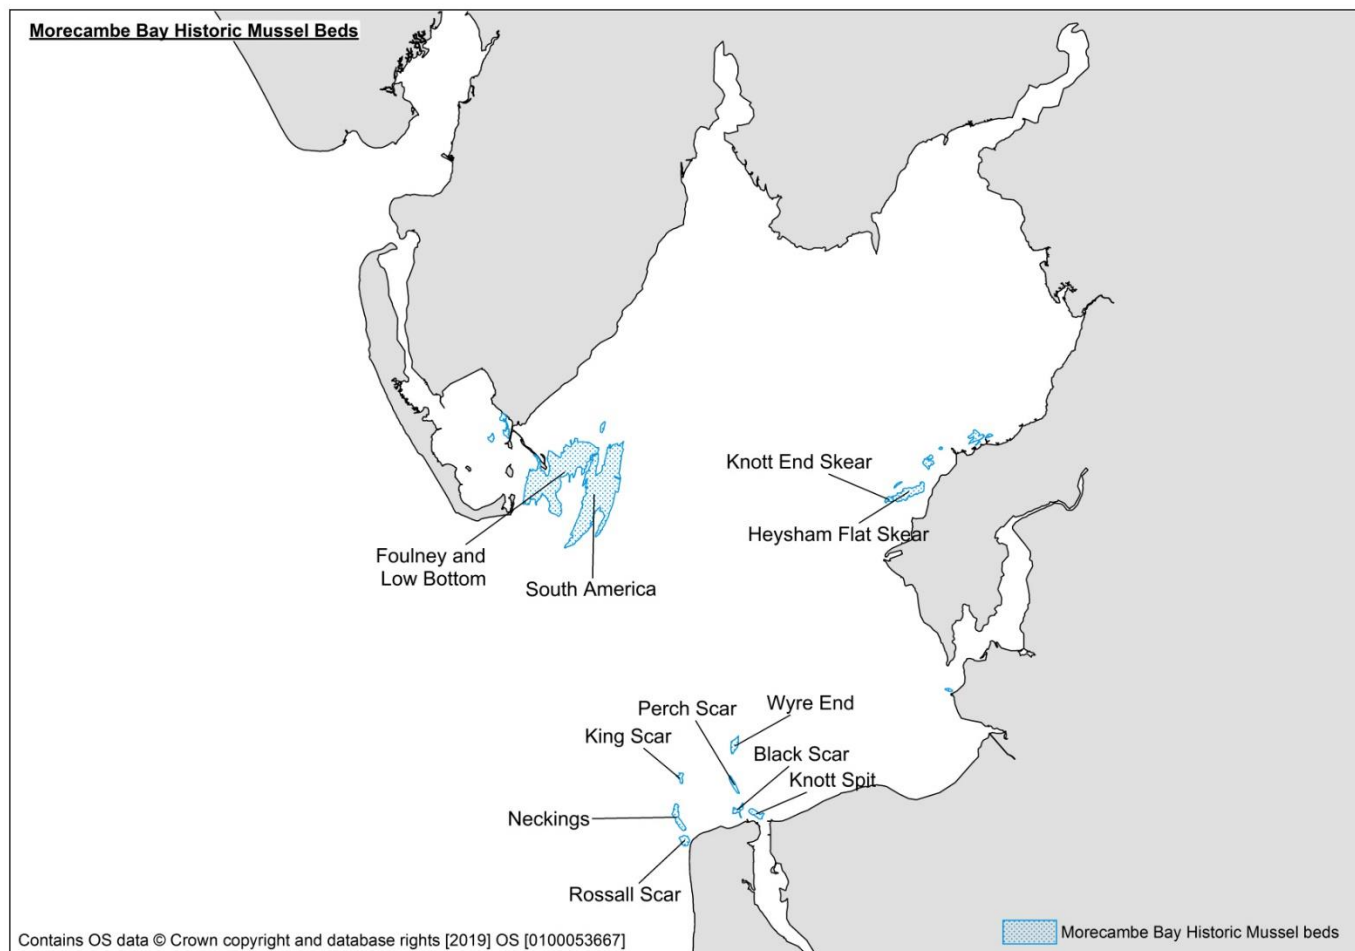 Morecambe Bay Historic Mussel Beds
Knott End Skear
Heysham Flat Skear
Foulney and
Low Bottom
South America
Perch Scar
Wyre End
King Scar
Black Scar
Knott Spit
Neckings
Rossall Scar
Contains OS data © Crown copyright and database rights [2019] OS [0100053667]
Morecambe Bay Historic Mussel beds